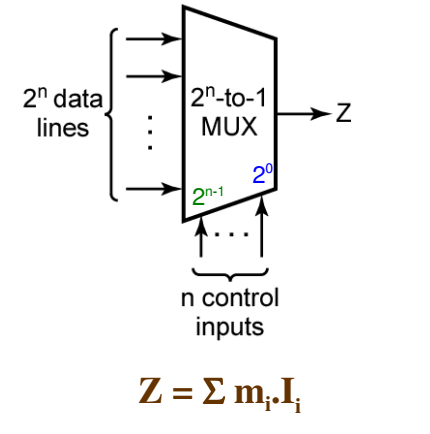 2ⁿ data
lines
2ⁿ-to-1
MUX
Z
2ⁿ⁻¹
2⁰
n control
inputs
Z = Σ mᵢ.Iᵢ